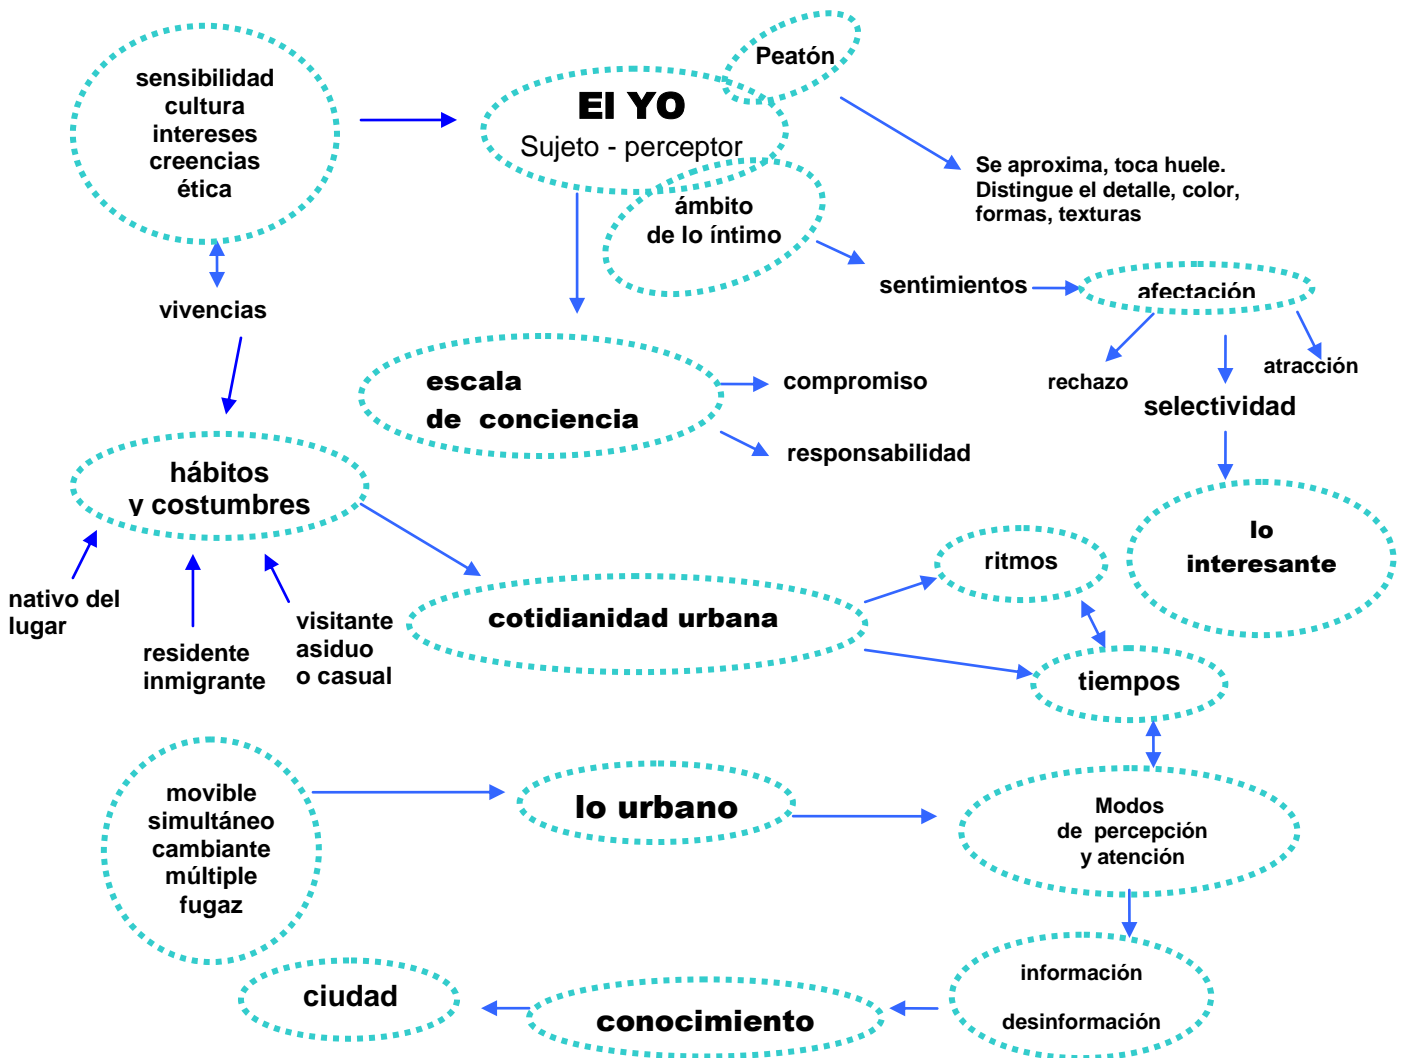 sensibilidad
cultura
intereses
creencias
ética
El YO
Sujeto - perceptor
Peatón
Se aproxima, toca huele.
Distingue el detalle, color,
formas, texturas
ámbito
de lo íntimo
sentimientos
afectación
rechazo
atracción
selectividad
lo
interesante
vivencias
escala
de conciencia
compromiso
responsabilidad
hábitos
y costumbres
nativo del
lugar
residente
inmigrante
visitante
asiduo
o casual
cotidianidad urbana
ritmos
tiempos
movible
simultáneo
cambiante
múltiple
fugaz
lo urbano
Modos
de percepción
y atención
información
desinformación
conocimiento
ciudad